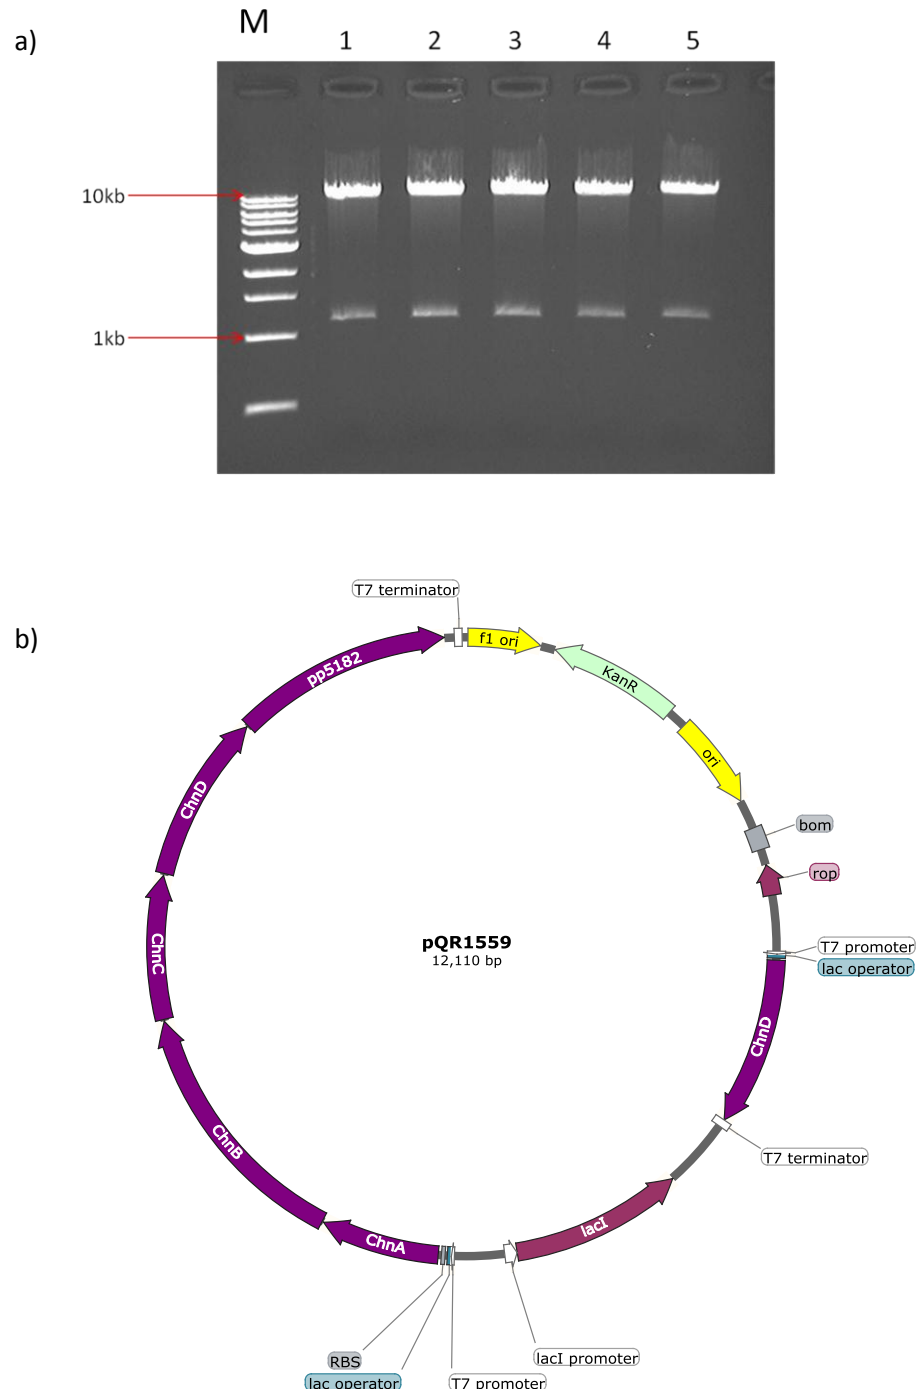 a)
M
1 2 3 4 5
10kb
1kb
b)
T7 terminator
f1 ori
KanR
ori
bom
rop
T7 promoter
lac operator
ChnD
T7 terminator
lacI
lacI promoter
T7 promoter
lac operator
RBS
ChnA
ChnB
ChnC
ChnD
pp5182
pQR1559
12,110 bp